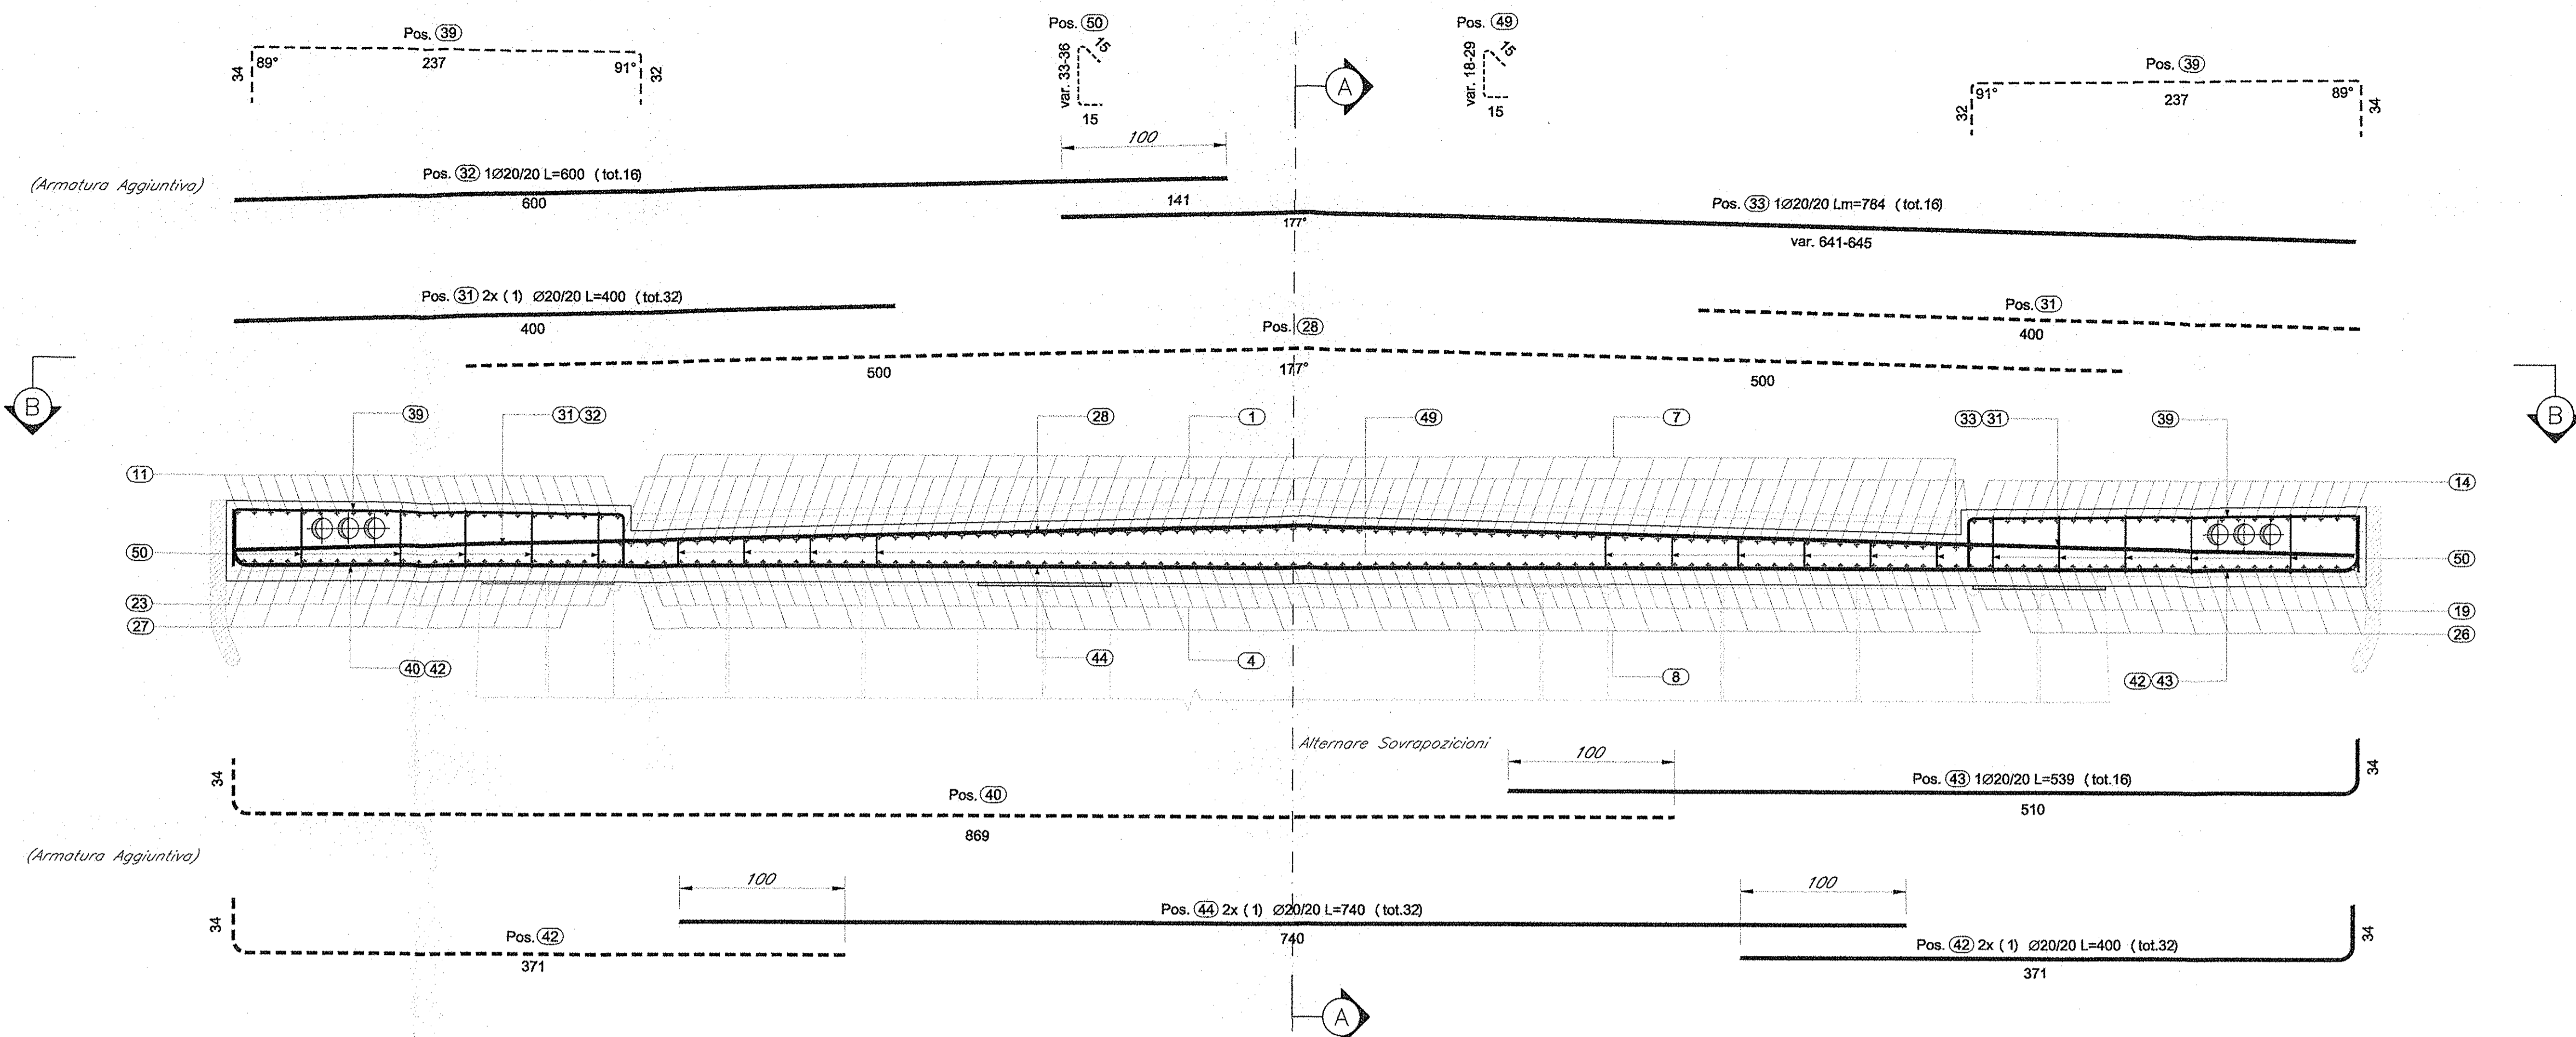 Pos. 50
Pos. 49
Pos. 39
34
89°
237
91°
32
var. 33-36
15
15
A
var. 18-29
15
15
Pos. 39
32
91°
237
89°
34
100
(Armatura Aggiuntiva)
Pos. 32 1Ø20/20 L=600 (tot.16)
600
141
177°
Pos. 33 1Ø20/20 Lm=784 (tot.16)
var. 641-645
Pos. 31 2x (1) Ø20/20 L=400 (tot.32)
400
Pos. 31
400
Pos. 28
500
177°
500
B
B
39
31 32
28
1
49
7
33 31
39
11
14
50
50
23
19
27
26
40 42
44
4
8
42 43
Alternare Sovrapozicioni
100
34
Pos. 40
869
Pos. 43 1Ø20/20 L=539 (tot.16)
510
34
(Armatura Aggiuntiva)
100
100
34
Pos. 42
371
Pos. 44 2x (1) Ø20/20 L=740 (tot.32)
740
Pos. 42 2x (1) Ø20/20 L=400 (tot.32)
371
34
A